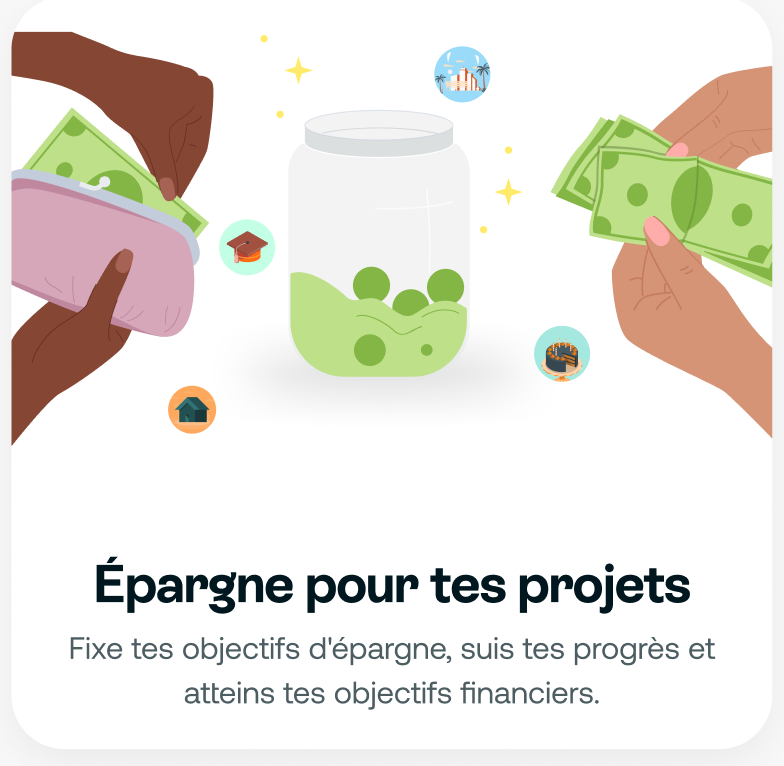 Épargne pour tes projets
Fixe tes objectifs d'épargne, suis tes progrès et
atteins tes objectifs financiers.